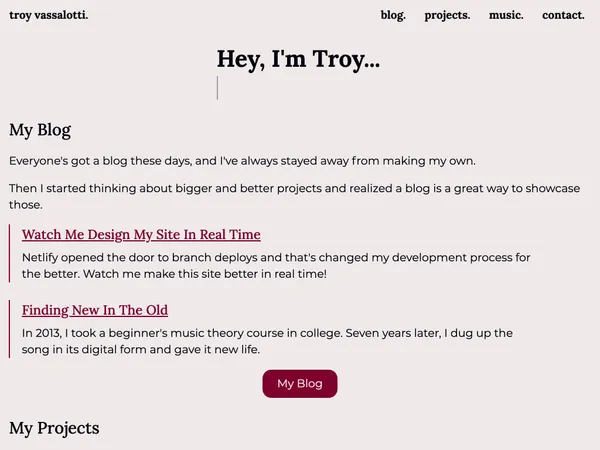 troy vassalotti.
blog. projects. music. contact.
Hey, I'm Troy...
My Blog
Everyone's got a blog these days, and I've always stayed away from making my own.
Then I started thinking about bigger and better projects and realized a blog is a great way to showcase
those.
Watch Me Design My Site In Real Time
Netlify opened the door to branch deploys and that's changed my development process for
the better. Watch me make this site better in real time!
Finding New In The Old
In 2013, I took a beginner's music theory course in college. Seven years later, I dug up the
song in its digital form and gave it new life.
My Blog
My Projects